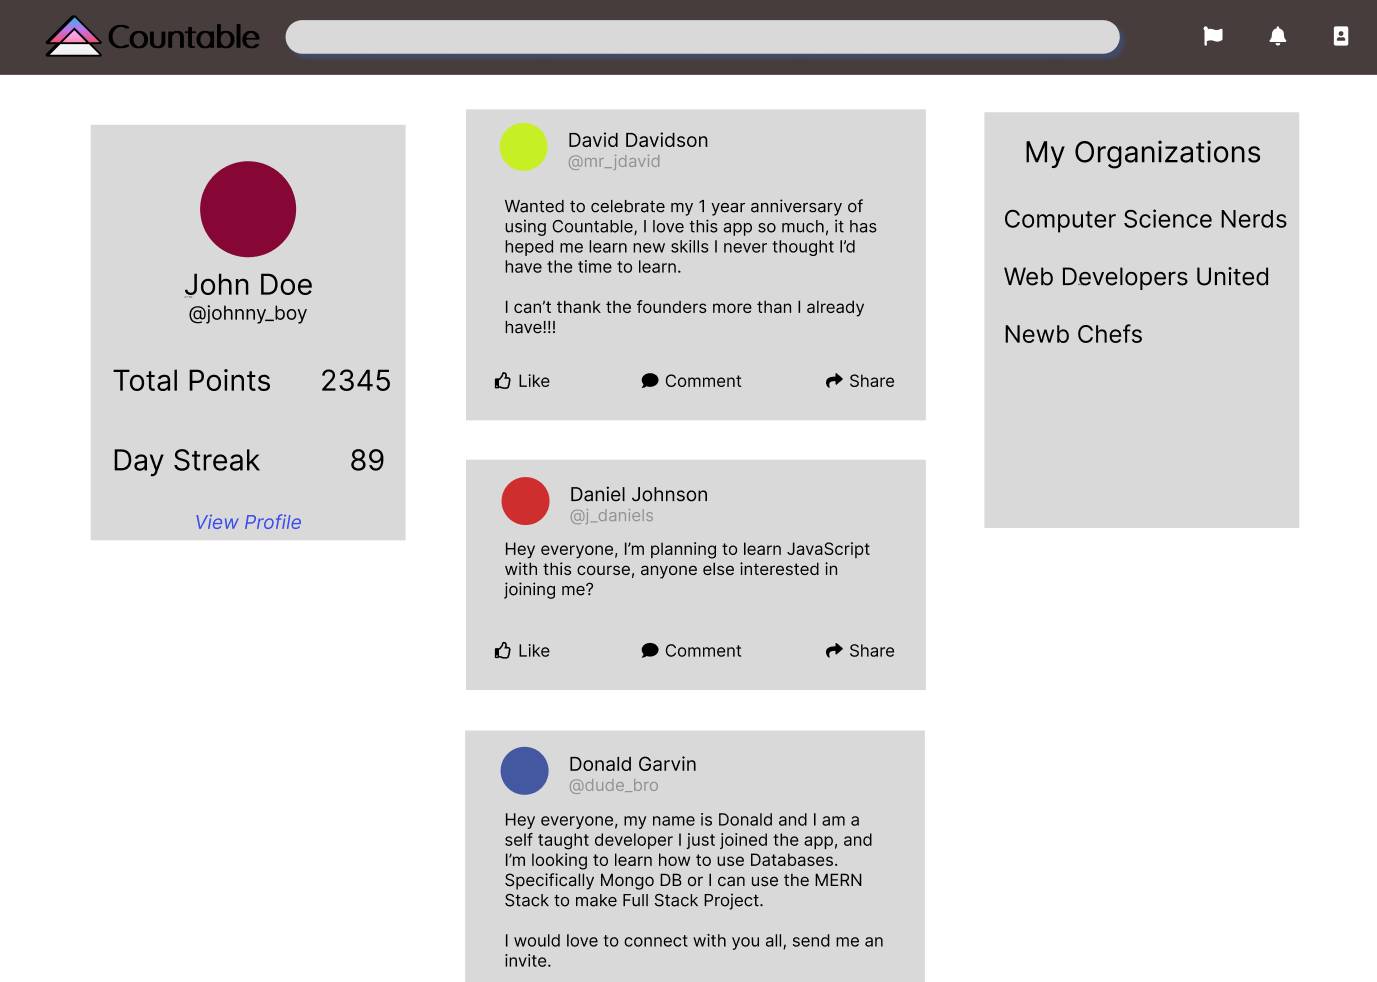 Countable
John Doe
@johnny_boy
Total Points 2345
Day Streak 89
View Profile
David Davidson
@mr_jdavid
Wanted to celebrate my 1 year anniversary of
using Countable, I love this app so much, it has
heped me learn new skills I never thought I’d
have the time to learn.
I can’t thank the founders more than I already
have!!!
Like Comment Share
Daniel Johnson
@j_daniels
Hey everyone, I’m planning to learn JavaScript
with this course, anyone else interested in
joining me?
Like Comment Share
Donald Garvin
@dude_bro
Hey everyone, my name is Donald and I am a
self taught developer I just joined the app, and
I’m looking to learn how to use Databases.
Specifically Mongo DB or I can use the MERN
Stack to make Full Stack Project.
I would love to connect with you all, send me an
invite.
My Organizations
Computer Science Nerds
Web Developers United
Newb Chefs